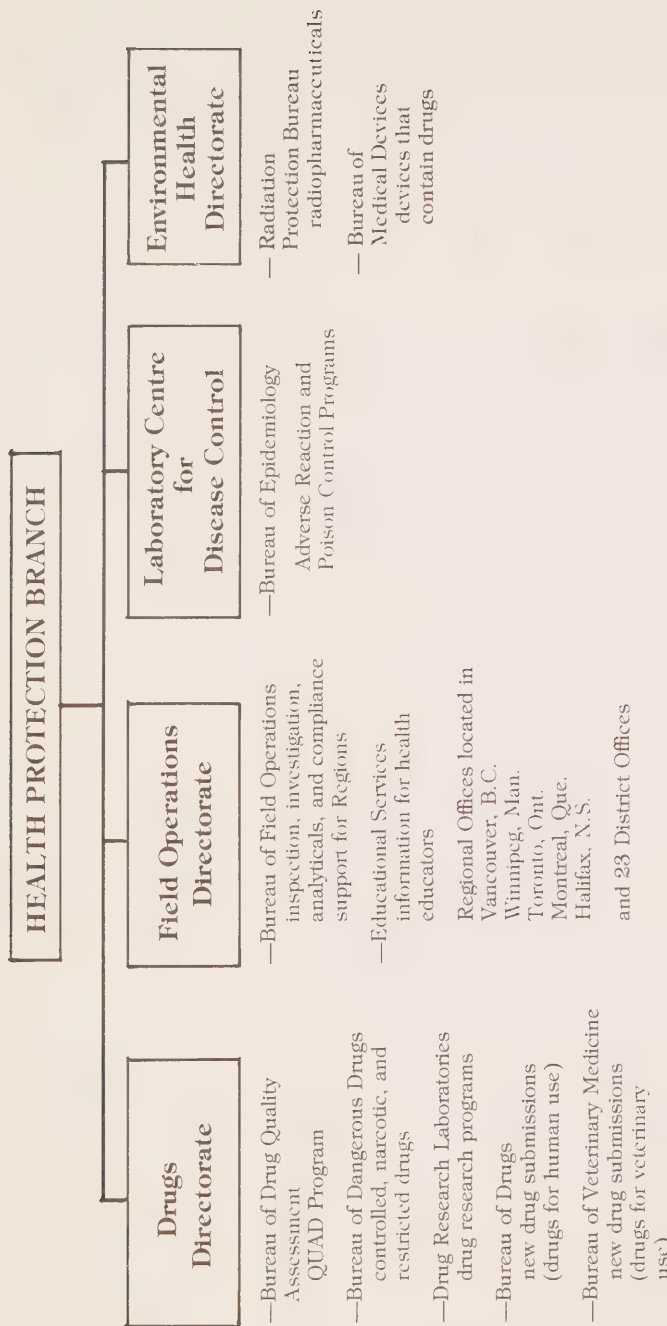 HEALTH PROTECTION BRANCH
Drugs
Directorate
—Bureau of Drug Quality
Assessment
QUAD Program
—Bureau of Dangerous Drugs
controlled, narcotic, and
restricted drugs
—Drug Research Laboratories
drug research programs
—Bureau of Drugs
new drug submissions
(drugs for human use)
—Bureau of Veterinary Medicine
new drug submissions
(drugs for veterinary
use)
Field Operations
Directorate
—Bureau of Field Operations
inspection, investigation,
analyticals, and compliance
support for Regions
—Educational Services
information for health
educators
Regional Offices located in
Vancouver, B.C.
Winnipeg, Man.
Toronto, Ont.
Montreal, Que.
Halifax, N.S.
and 23 District Offices
Laboratory Centre
for
Disease Control
—Bureau of Epidemiology
Adverse Reaction and
Poison Control Programs
Environmental
Health
Directorate
— Radiation
Protection Bureau
radiopharmaceuticals
— Bureau of
Medical Devices
devices that
contain drugs